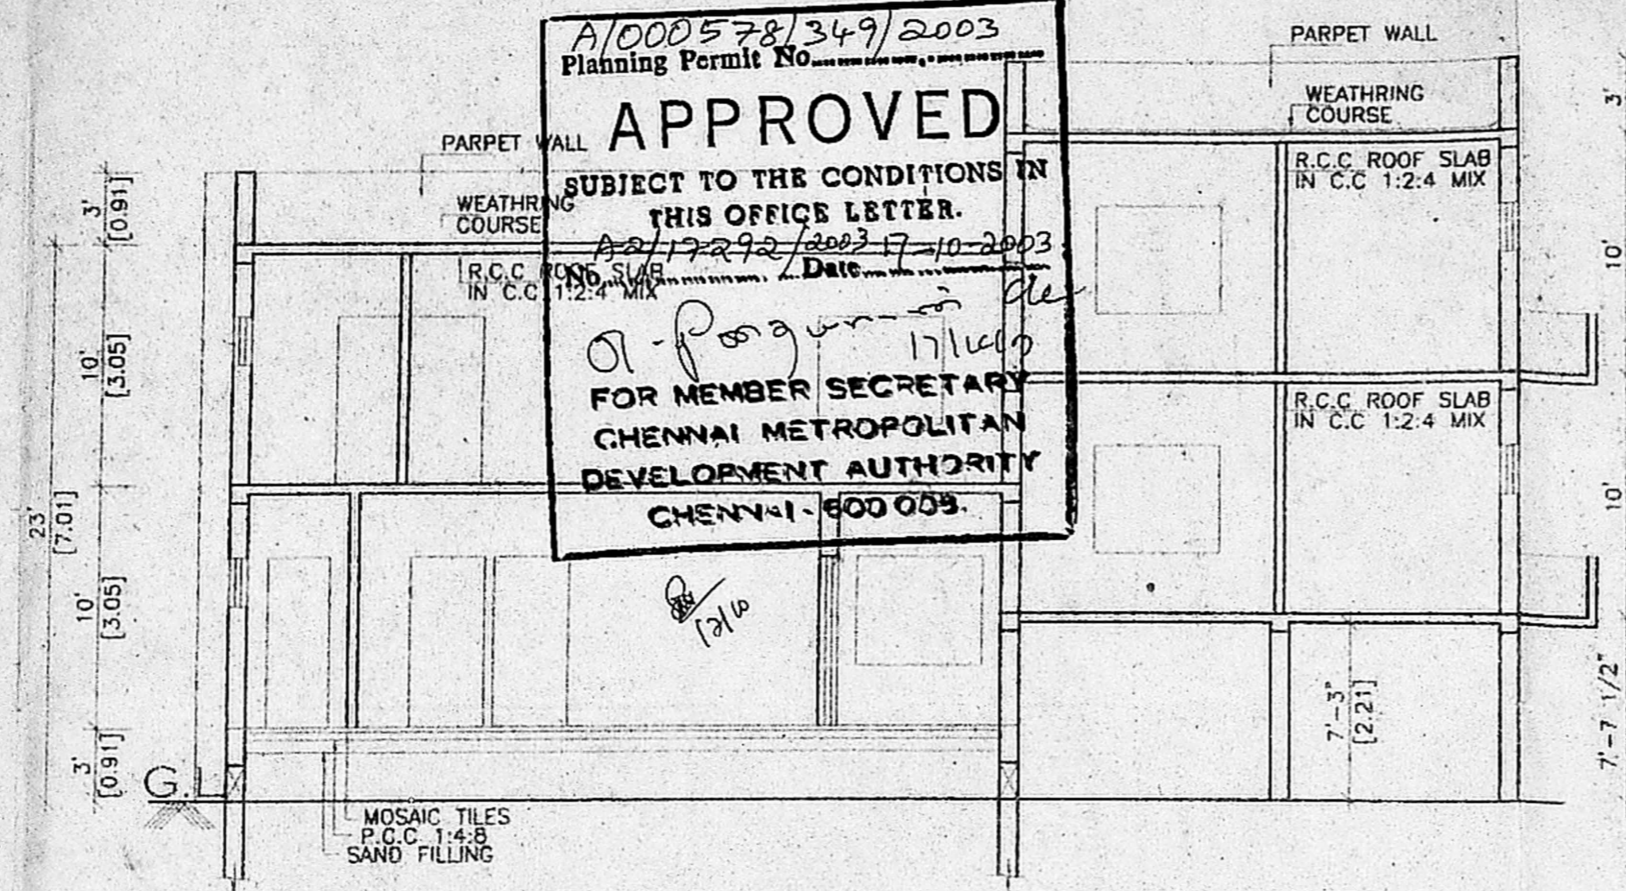 A/000578/349/2003
Planning Permit No
APPROVED
SUBJECT TO THE CONDITIONS IN
THIS OFFICE LETTER.
A2/17292/2003 17-10-2003
No. Date
FOR MEMBER SECRETARY
CHENNAI METROPOLITAN
DEVELOPMENT AUTHORITY
CHENNAI-600 008.
PARPET WALL
WEATHRING
COURSE
R.C.C ROOF SLAB
IN C.C 1:2:4 MIX
PARPET WALL
WEATHRING
COURSE
R.C.C ROOF SLAB
IN C.C 1:2:4 MIX
R.C.C ROOF SLAB
IN C.C 1:2:4 MIX
3'
[0.91]
10'
[3.05]
23'
[7.01]
10'
[3.05]
3'
[0.91]
G.L
MOSAIC TILES
P.C.C. 1:4:8
SAND FILLING
12/10
7'-3"
[2.21]
3'
10'
10'
7'-7 1/2"